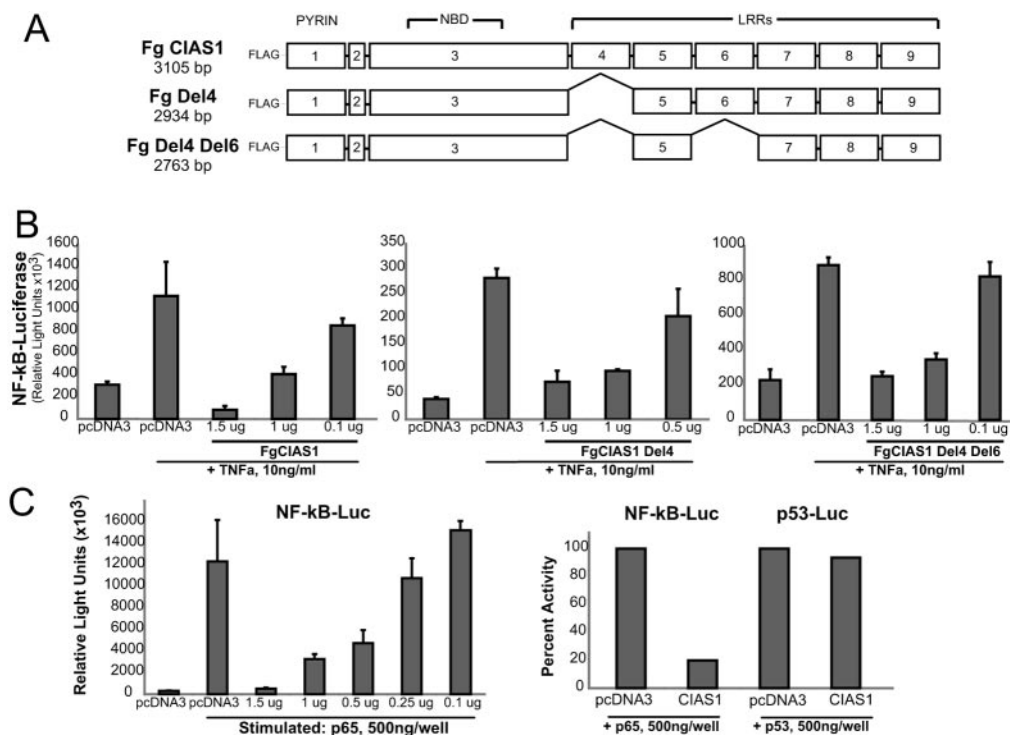 A
PYRIN NBD LRRs
Fg CIAS1
3105 bp
FLAG 1 2 3 4 5 6 7 8 9
Fg Del4
2934 bp
FLAG 1 2 3 5 6 7 8 9
Fg Del4 Del6
2763 bp
FLAG 1 2 3 5 7 8 9
B
NF-kB-Luciferase
(Relative Light Units x10³)
1600
1400
1200
1000
800
600
400
200
0
pcDNA3 pcDNA3 1.5 ug 1 ug 0.1 ug
FgCIAS1
+ TNFa, 10ng/ml
350
300
250
200
150
100
50
0
pcDNA3 pcDNA3 1.5 ug 1 ug 0.5 ug
FgCIAS1 Del4
+ TNFa, 10ng/ml
1000
800
600
400
200
0
pcDNA3 pcDNA3 1.5 ug 1 ug 0.1 ug
FgCIAS1 Del4 Del6
+ TNFa, 10ng/ml
C
NF-kB-Luc
Relative Light Units (x10³)
16000
14000
12000
10000
8000
6000
4000
2000
0
pcDNA3 pcDNA3 1.5 ug 1 ug 0.5 ug 0.25 ug 0.1 ug
Stimulated: p65, 500ng/well
NF-kB-Luc p53-Luc
Percent Activity
100
80
60
40
20
0
pcDNA3 CIAS1 pcDNA3 CIAS1
+ p65, 500ng/well + p53, 500ng/well